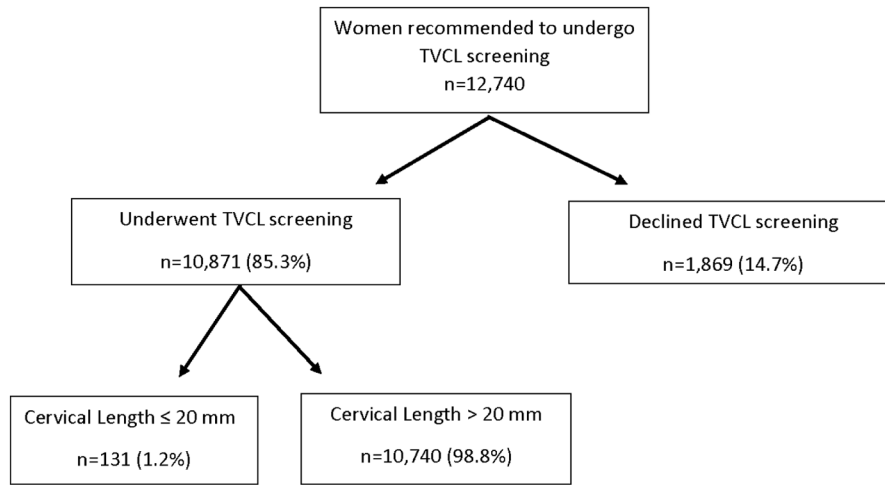 Women recommended to undergo
TVCL screening
n=12,740
Underwent TVCL screening
n=10,871 (85.3%)
Declined TVCL screening
n=1,869 (14.7%)
Cervical Length ≤ 20 mm
n=131 (1.2%)
Cervical Length > 20 mm
n=10,740 (98.8%)